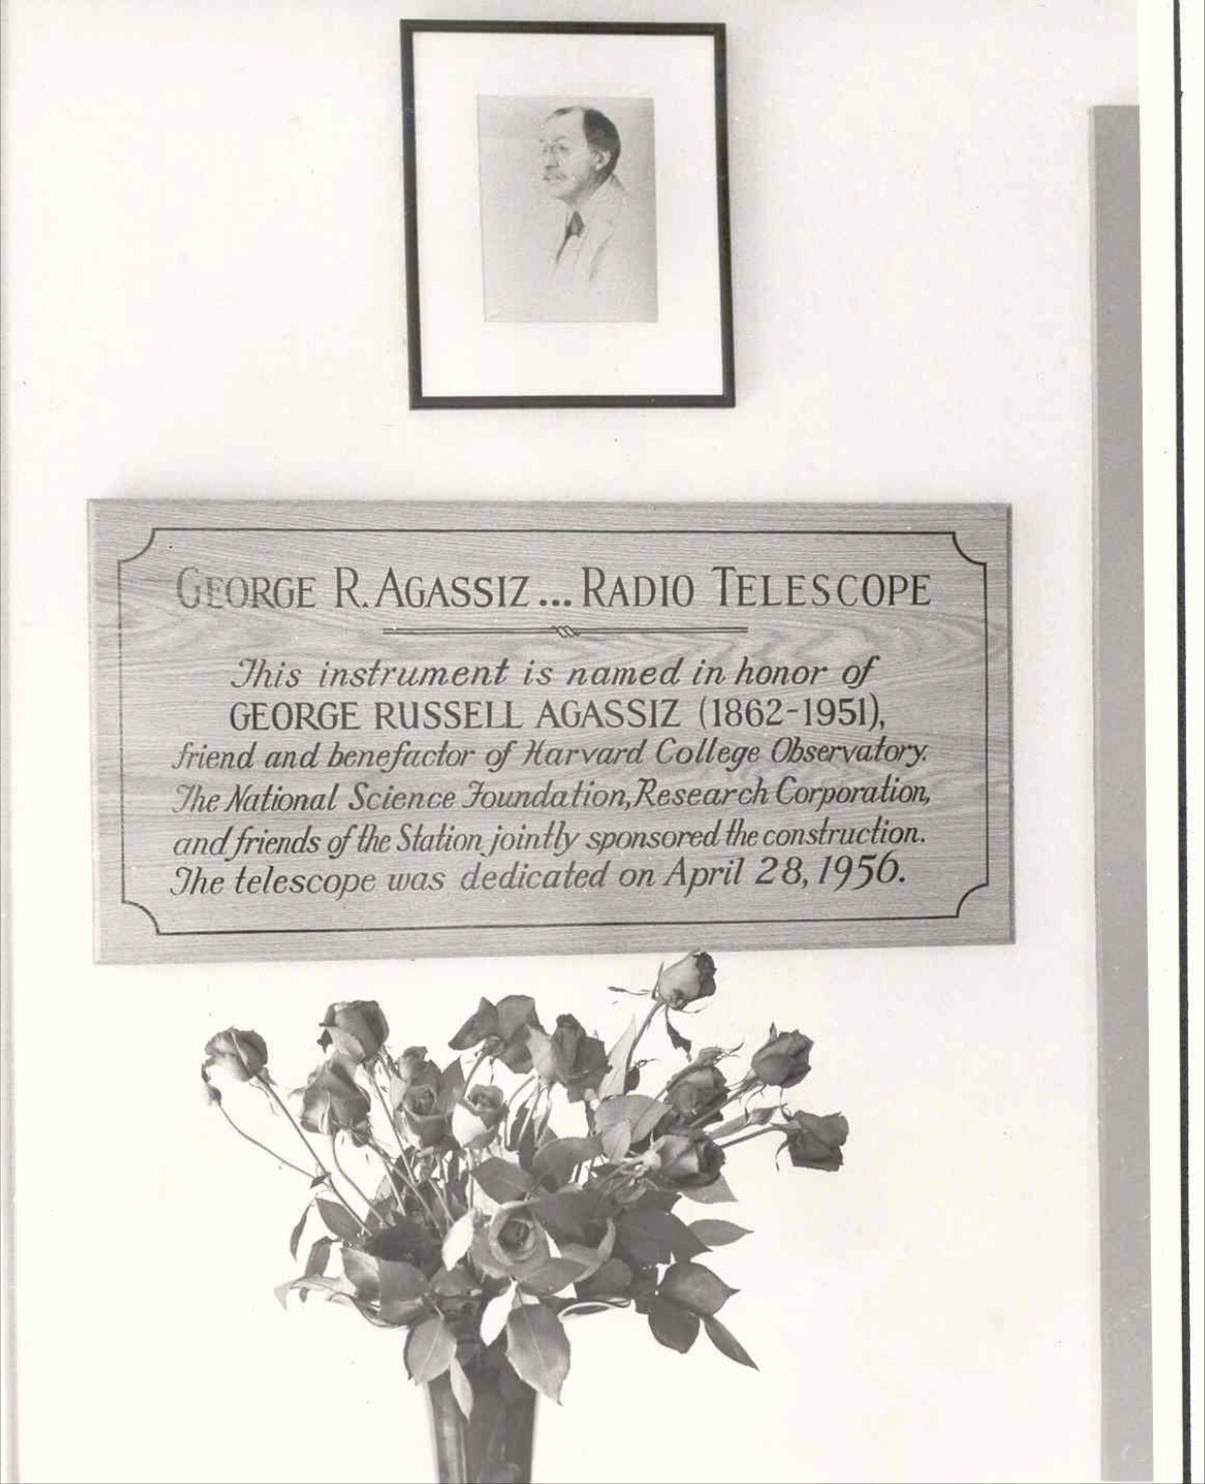 GEORGE R. AGASSIZ... RADIO TELESCOPE
This instrument is named in honor of
GEORGE RUSSELL AGASSIZ (1862-1951),
friend and benefactor of Harvard College Observatory.
The National Science Foundation, Research Corporation,
and friends of the Station jointly sponsored the construction.
The telescope was dedicated on April 28, 1956.